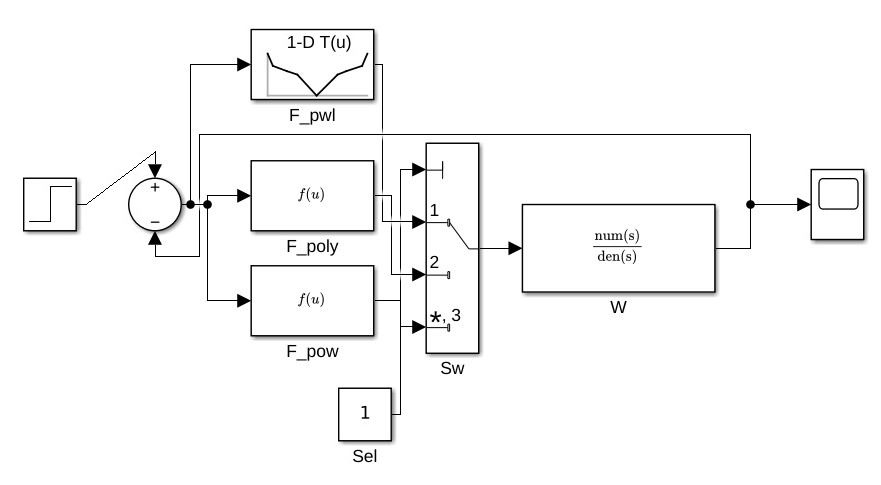 1-D T(u)
F_pwl
+
−
f(u)
F_poly
f(u)
F_pow
1
2
*, 3
Sw
num(s)
den(s)
W
1
Sel